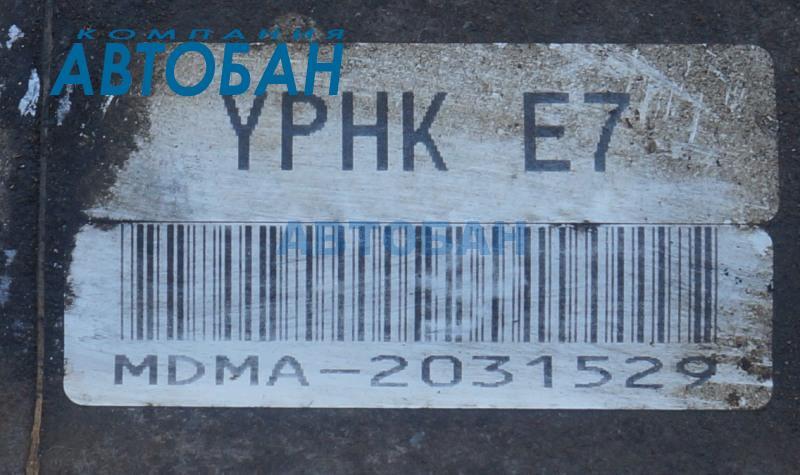 КОМПАНИЯ
АВТОБАН
YPHK E7
АВТОБАН
MDMA-2031529